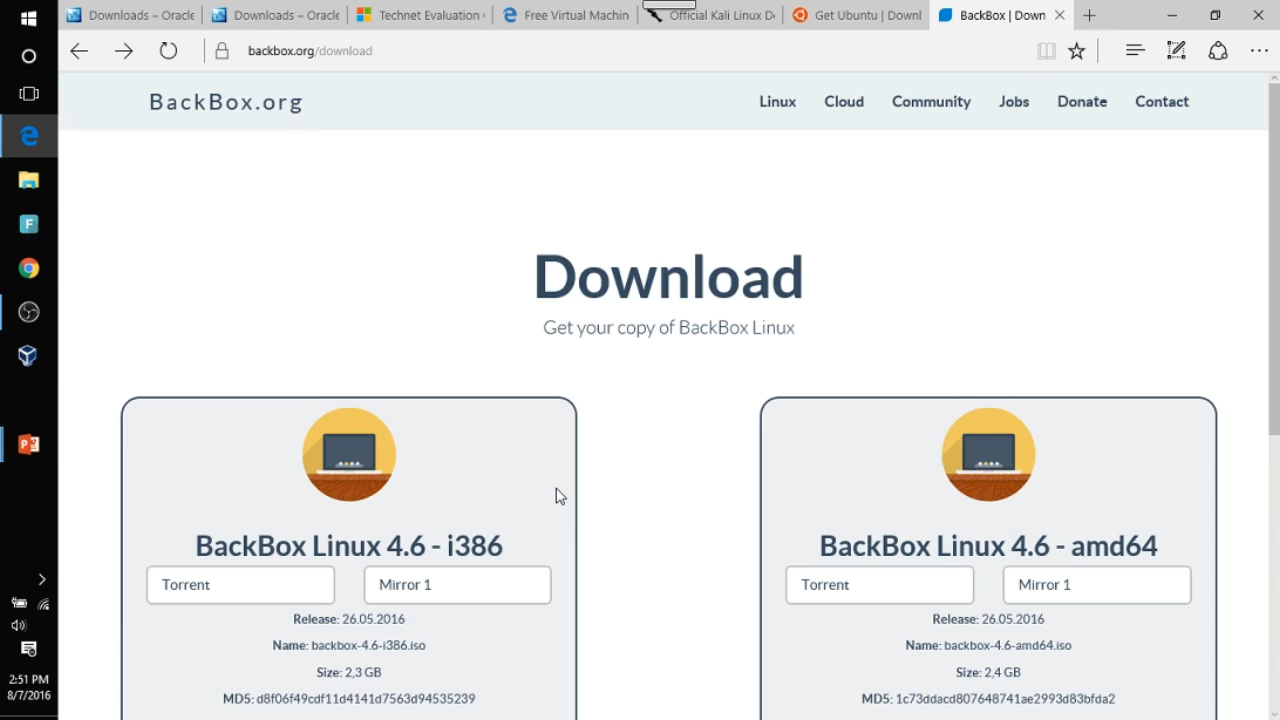 Downloads – Oracle
Downloads – Oracle
Technet Evaluation
Free Virtual Machin
Official Kali Linux Do
Get Ubuntu | Downl
BackBox | Down
backbox.org/download
BackBox.org
Linux
Cloud
Community
Jobs
Donate
Contact
Download
Get your copy of BackBox Linux
BackBox Linux 4.6 - i386
Torrent
Mirror 1
Release: 26.05.2016
Name: backbox-4.6-i386.iso
Size: 2,3 GB
MD5: d8f06f49cdf11d4141d7563d94535239
BackBox Linux 4.6 - amd64
Torrent
Mirror 1
Release: 26.05.2016
Name: backbox-4.6-amd64.iso
Size: 2,4 GB
MD5: 1c73ddacd807648741ae2993d83bfda2
2:51 PM
8/7/2016